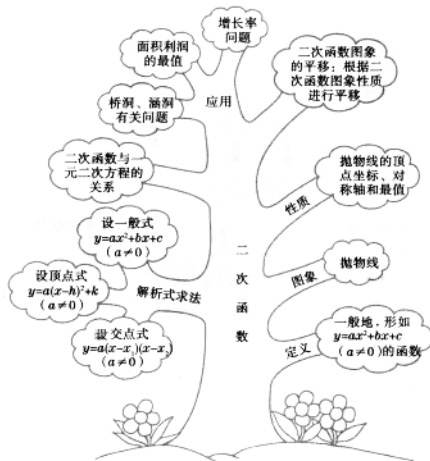 增长率
问题
面积利润
的最值
应用
二次函数图象
的平移：根据二
次函数图象性质
进行平移
桥洞、涵洞
有关问题
二次函数与一
元二次方程的
关系
抛物线的顶
点坐标、对
称轴和最值
性质
设一般式
y=ax²+bx+c
(a≠0)
二次函数
抛物线
图象
设顶点式
y=a(x-h)²+k
(a≠0)
解析式求法
设交点式
y=a(x-x₁)(x-x₂)
(a≠0)
一般地，形如
y=ax²+bx+c
(a≠0)的函数
定义